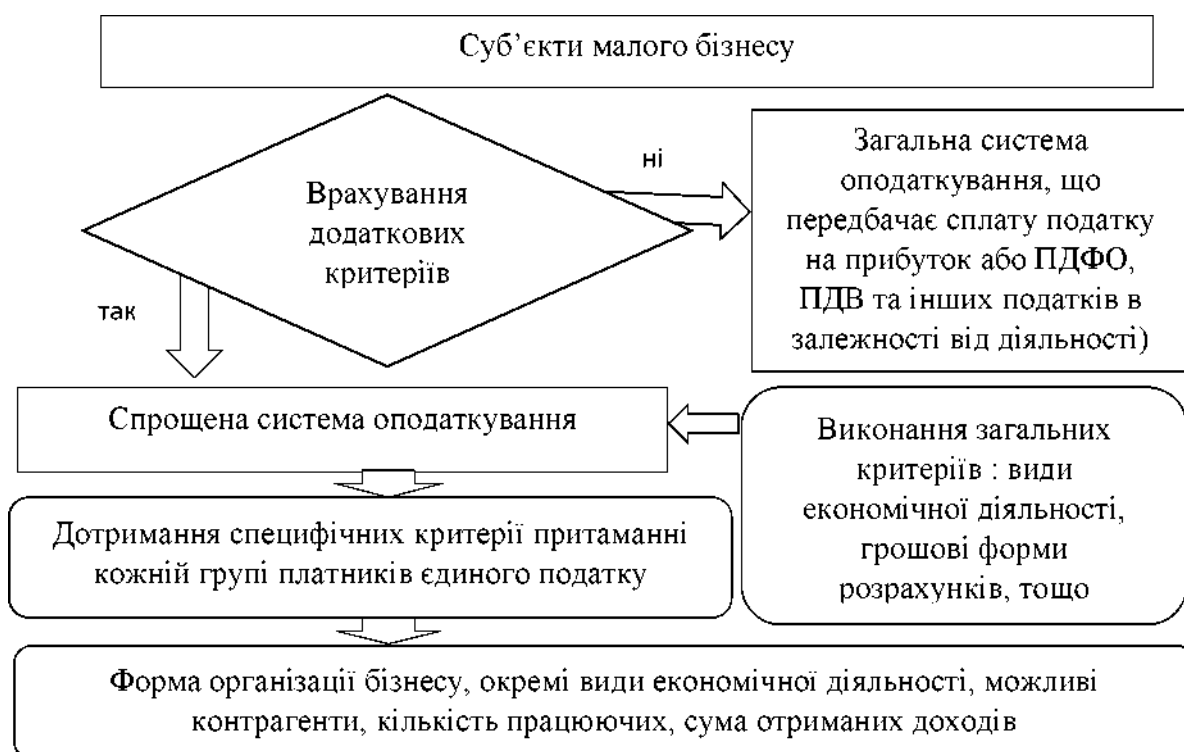 Суб’єкти малого бізнесу
ні
Врахування
додаткових
критеріїв
Загальна система
оподаткування, що
передбачає сплату податку
на прибуток або ПДФО,
ПДВ та інших податків в
залежності від діяльності)
так
Спрощена система оподаткування
Виконання загальних
критеріїв : види
економічної діяльності,
грошові форми
розрахунків, тощо
Дотримання специфічних критерії притаманні
кожній групі платників єдиного податку
Форма організації бізнесу, окремі види економічної діяльності, можливі
контрагенти, кількість працюючих, сума отриманих доходів